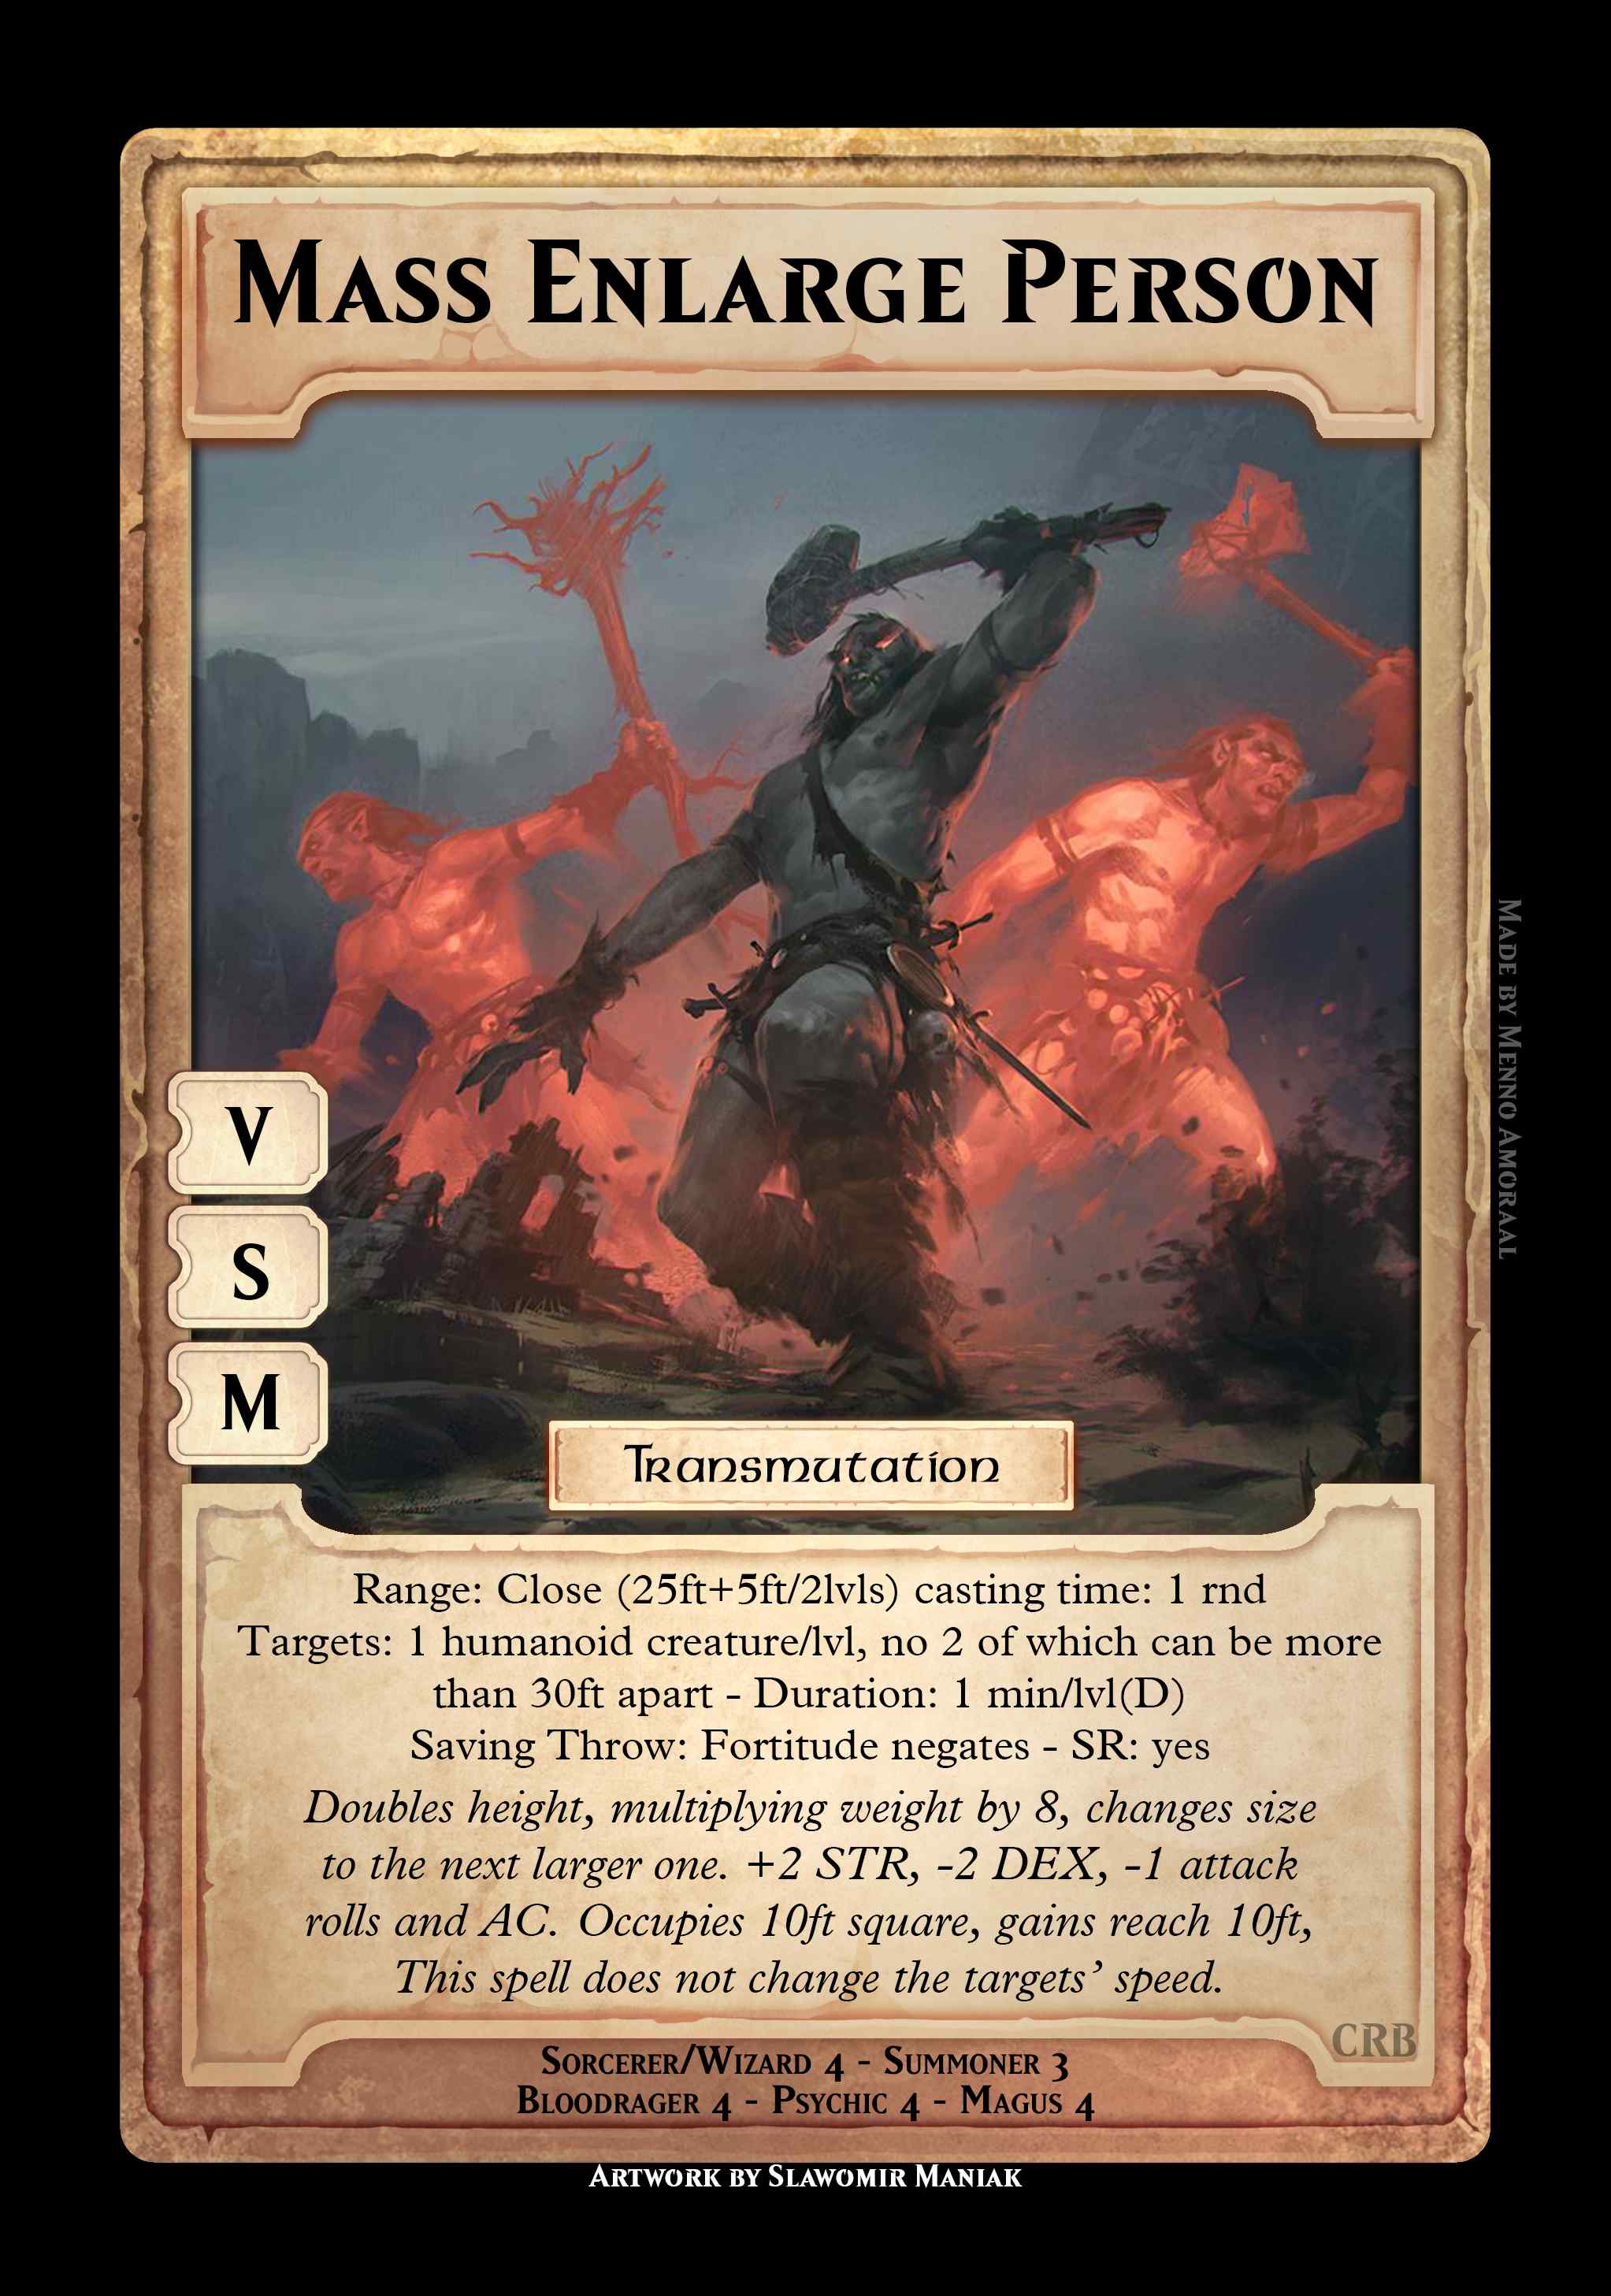 Mass Enlarge Person
Made by Menno Amoraal
V
S
M
Transmutation
Range: Close (25ft+5ft/2lvls) casting time: 1 rnd
Targets: 1 humanoid creature/lvl, no 2 of which can be more
than 30ft apart - Duration: 1 min/lvl(D)
Saving Throw: Fortitude negates - SR: yes
Doubles height, multiplying weight by 8, changes size
to the next larger one. +2 STR, -2 DEX, -1 attack
rolls and AC. Occupies 10ft square, gains reach 10ft,
This spell does not change the targets’ speed.
CRB
Sorcerer/Wizard 4 - Summoner 3
Bloodrager 4 - Psychic 4 - Magus 4
Artwork by Slawomir Maniak